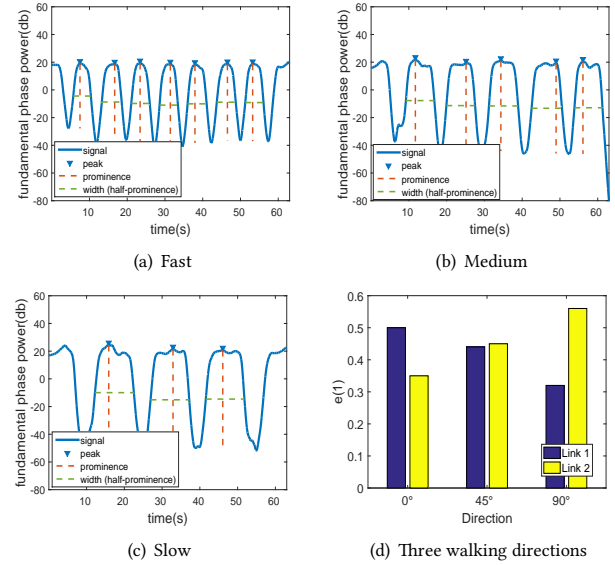 fundamental phase power(db)
60
40
20
0
-20
-40
-60
-80
signal
peak
prominence
width (half-prominence)
10 20 30 40 50 60
time(s)
(a) Fast
fundamental phase power(db)
60
40
20
0
-20
-40
-60
-80
signal
peak
prominence
width (half-prominence)
10 20 30 40 50 60
time(s)
(b) Medium
fundamental phase power(db)
60
40
20
0
-20
-40
-60
-80
signal
peak
prominence
width (half-prominence)
10 20 30 40 50 60
time(s)
(c) Slow
e(1)
0.6
0.5
0.4
0.3
0.2
0.1
0
Link 1
Link 2
0° 45° 90°
Direction
(d) Three walking directions